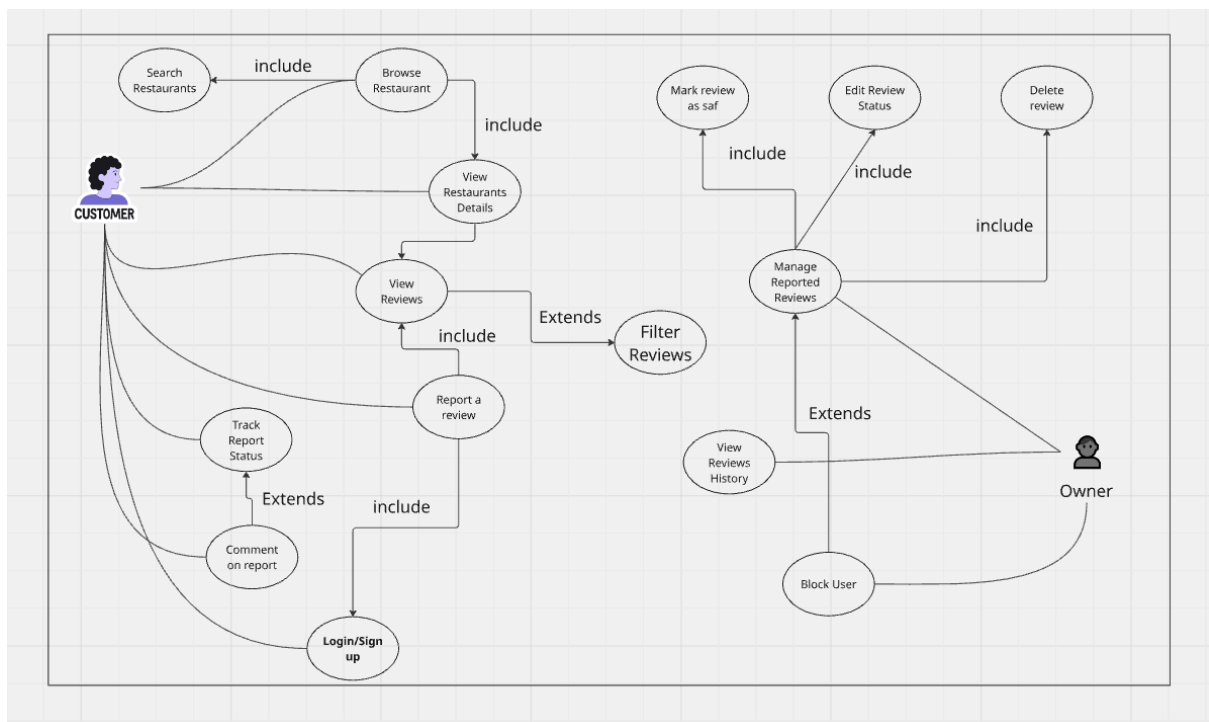 Search
Restaurants
include
Browse
Restaurant
include
View
Restaurants
Details
CUSTOMER
View
Reviews
Extends
Filter
Reviews
include
Report a
review
Track
Report
Status
Extends
include
Comment
on report
Login/Sign
up
Mark review
as saf
Edit Review
Status
Delete
review
include
include
include
Manage
Reported
Reviews
Extends
View
Reviews
History
Owner
Block User